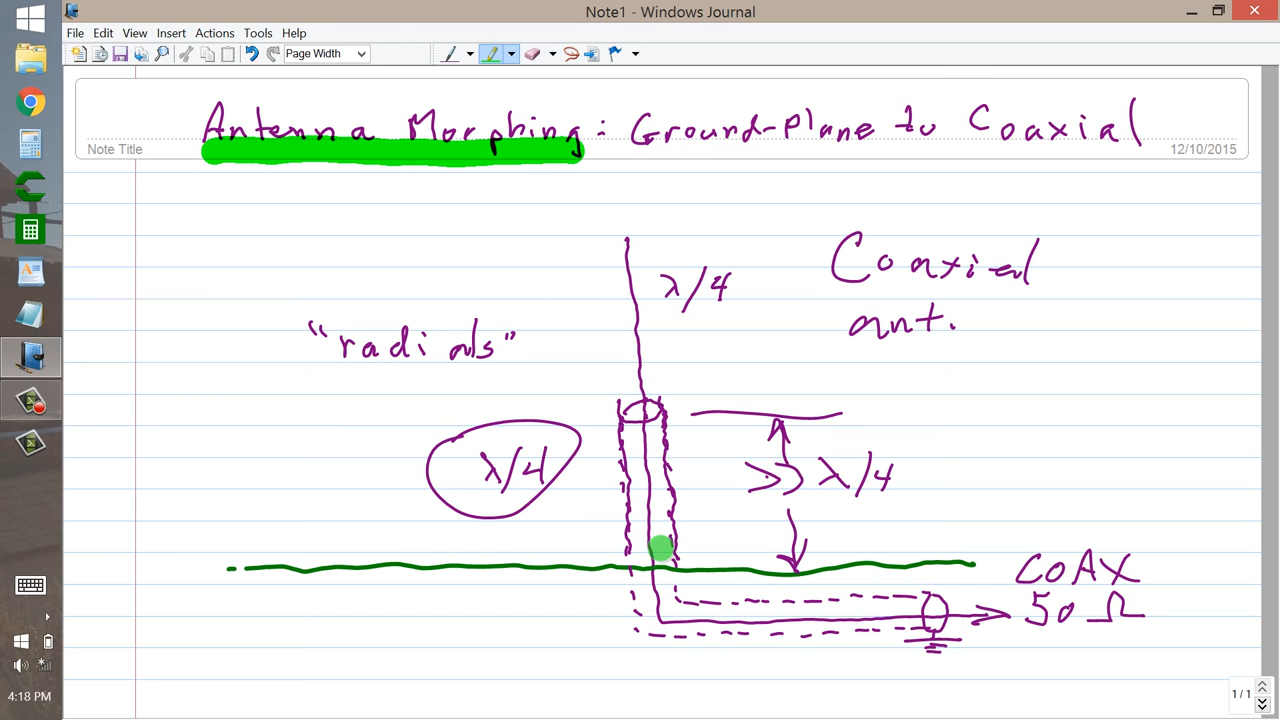 Note1 - Windows Journal
File Edit View Insert Actions Tools Help
Page Width
Antenna Morphing: Ground-Plane to Coaxial
Note Title
12/10/2015
λ/4
Coaxial
ant.
"radials"
λ/4
λ/4
COAX
50 Ω
1/1
4:18 PM